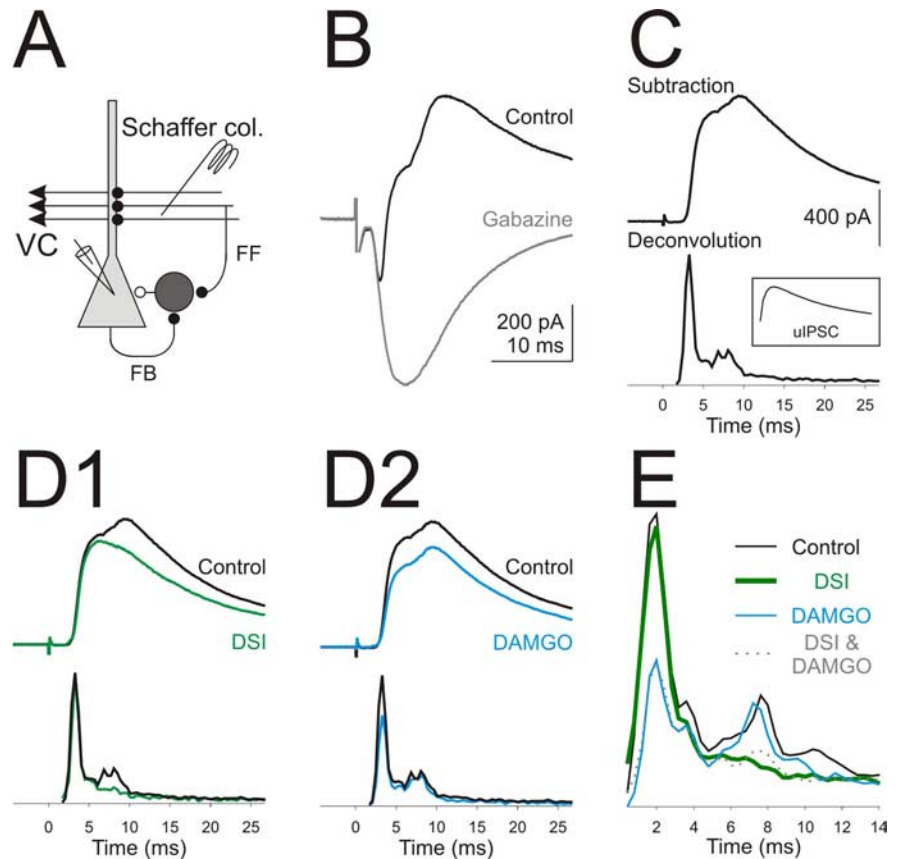 A
Schaffer col.
VC
FF
FB
B
Control
Gabazine
200 pA
10 ms
C
Subtraction
400 pA
Deconvolution
uIPSC
0 5 10 15 20 25
Time (ms)
D1
Control
DSI
0 5 10 15 20 25
Time (ms)
D2
Control
DAMGO
0 5 10 15 20 25
Time (ms)
E
Control
DSI
DAMGO
DSI &
DAMGO
2 4 6 8 10 12 14
Time (ms)